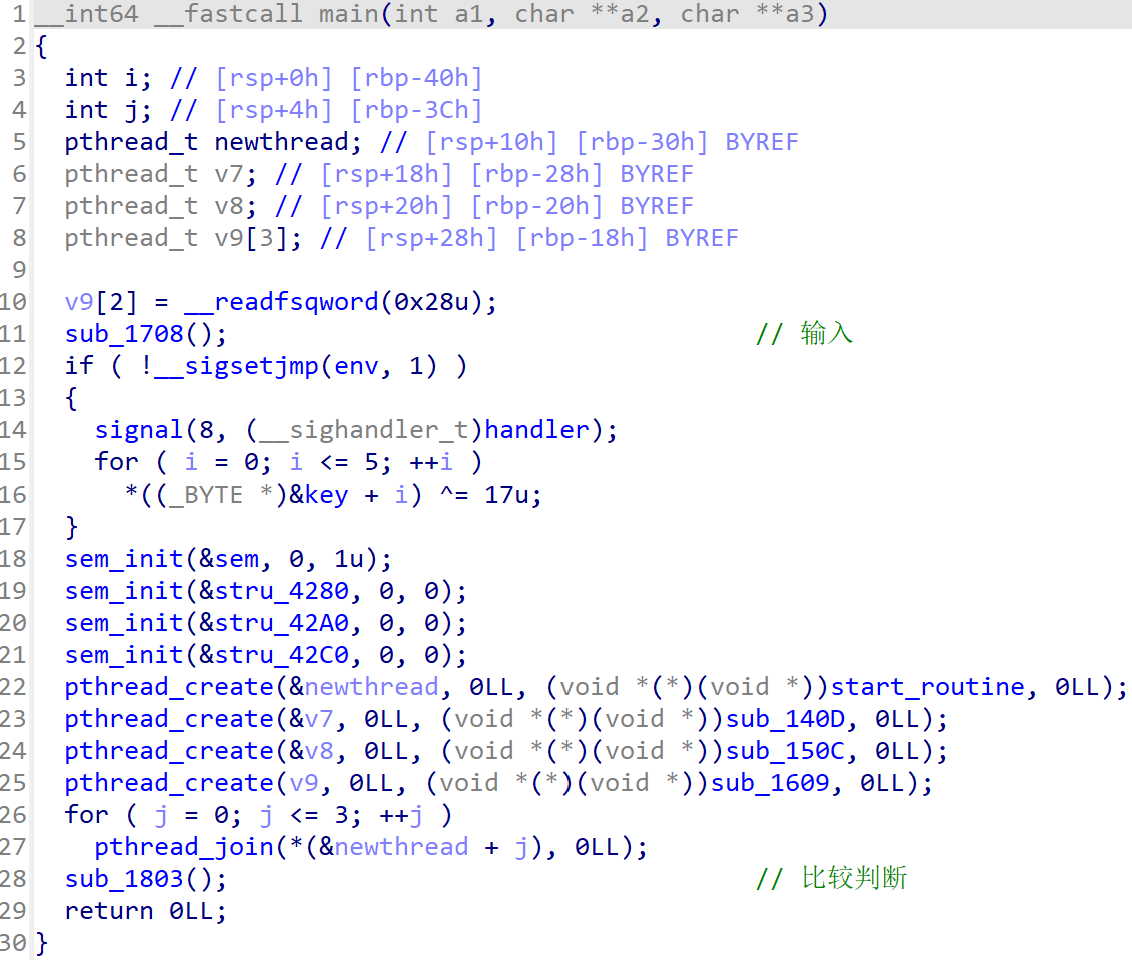 1 __int64 __fastcall main(int a1, char **a2, char **a3)
2 {
3   int i; // [rsp+0h] [rbp-40h]
4   int j; // [rsp+4h] [rbp-3Ch]
5   pthread_t newthread; // [rsp+10h] [rbp-30h] BYREF
6   pthread_t v7; // [rsp+18h] [rbp-28h] BYREF
7   pthread_t v8; // [rsp+20h] [rbp-20h] BYREF
8   pthread_t v9[3]; // [rsp+28h] [rbp-18h] BYREF
9
10   v9[2] = __readfsqword(0x28u);
11   sub_1708();                                   // 输入
12   if ( !__sigsetjmp(env, 1) )
13   {
14     signal(8, (__sighandler_t)handler);
15     for ( i = 0; i <= 5; ++i )
16       *((_BYTE *)&key + i) ^= 17u;
17   }
18   sem_init(&sem, 0, 1u);
19   sem_init(&stru_4280, 0, 0);
20   sem_init(&stru_42A0, 0, 0);
21   sem_init(&stru_42C0, 0, 0);
22   pthread_create(&newthread, 0LL, (void *(*)(void *))start_routine, 0LL);
23   pthread_create(&v7, 0LL, (void *(*)(void *))sub_140D, 0LL);
24   pthread_create(&v8, 0LL, (void *(*)(void *))sub_150C, 0LL);
25   pthread_create(v9, 0LL, (void *(*)(void *))sub_1609, 0LL);
26   for ( j = 0; j <= 3; ++j )
27     pthread_join(*(&newthread + j), 0LL);
28   sub_1803();                                   // 比较判断
29   return 0LL;
30 }